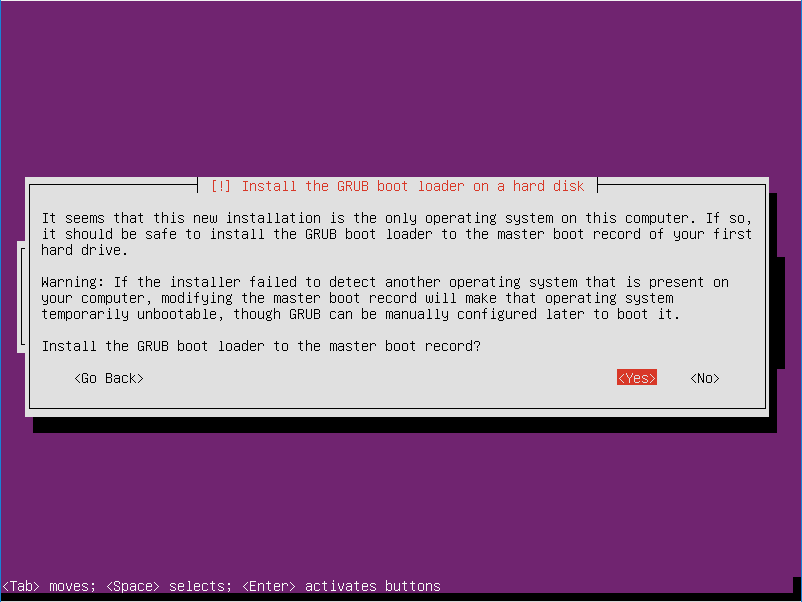 [!] Install the GRUB boot loader on a hard disk
It seems that this new installation is the only operating system on this computer. If so,
it should be safe to install the GRUB boot loader to the master boot record of your first
hard drive.
Warning: If the installer failed to detect another operating system that is present on
your computer, modifying the master boot record will make that operating system
temporarily unbootable, though GRUB can be manually configured later to boot it.
Install the GRUB boot loader to the master boot record?
<Go Back> <Yes> <No>
<Tab> moves; <Space> selects; <Enter> activates buttons